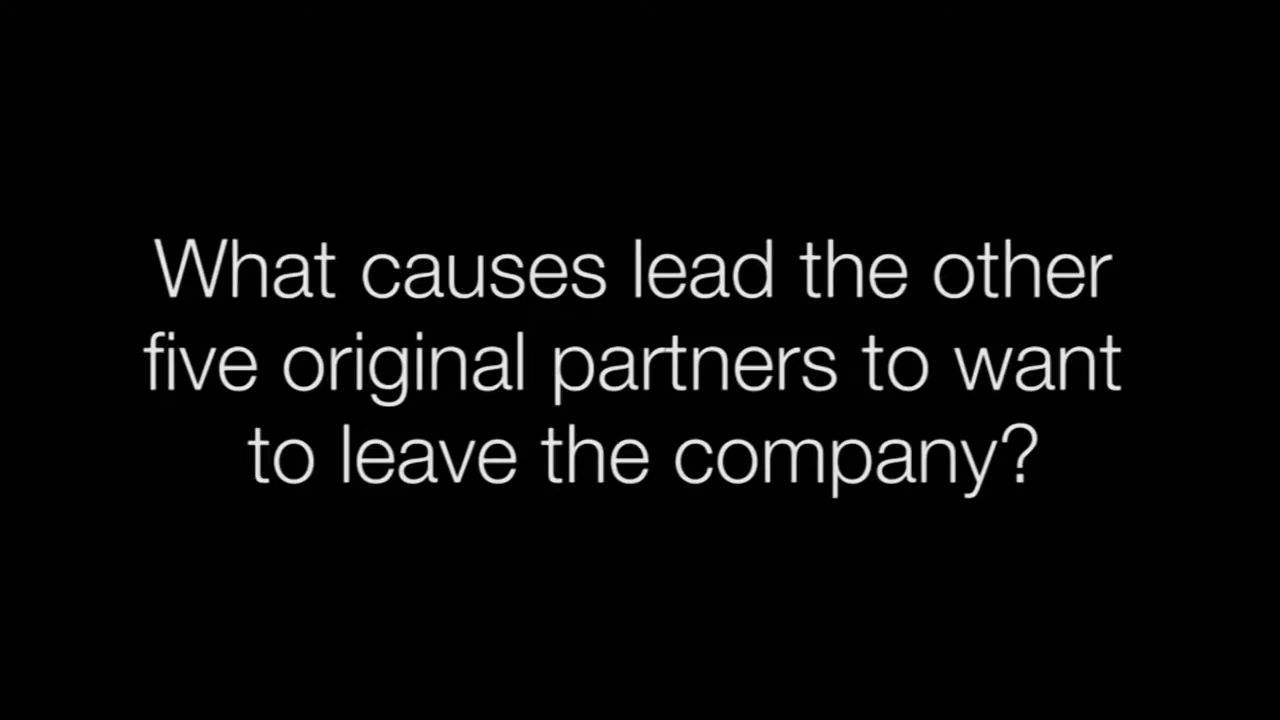 What causes lead the other
five original partners to want
to leave the company?